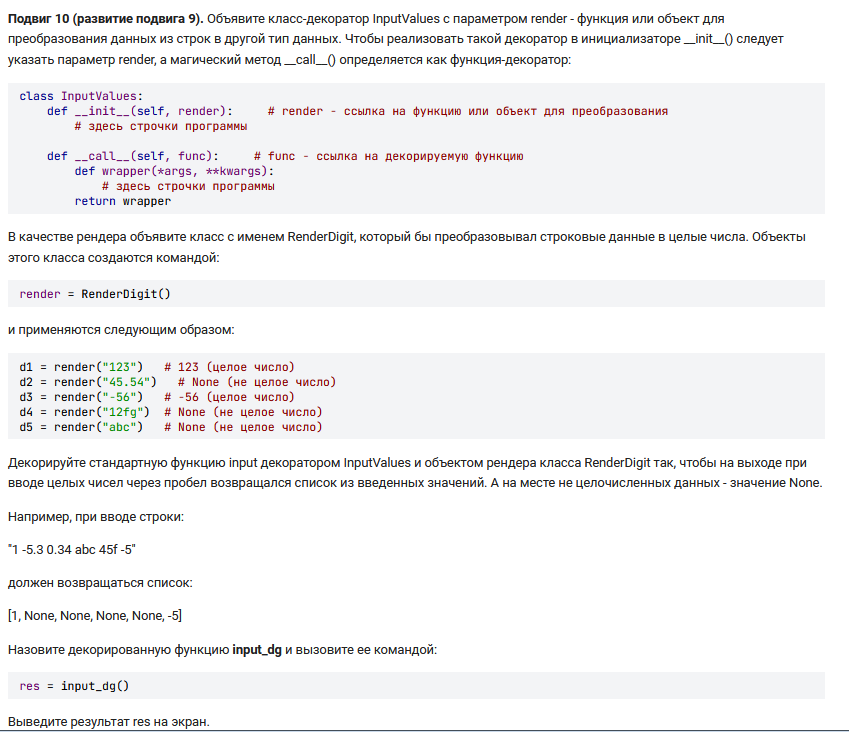 Подвиг 10 (развитие подвига 9). Объявите класс-декоратор InputValues с параметром render - функция или объект для
преобразования данных из строк в другой тип данных. Чтобы реализовать такой декоратор в инициализаторе __init__() следует
указать параметр render, а магический метод __call__() определяется как функция-декоратор:
class InputValues:
    def __init__(self, render):     # render - ссылка на функцию или объект для преобразования
        # здесь строчки программы
    def __call__(self, func):     # func - ссылка на декорируемую функцию
        def wrapper(*args, **kwargs):
            # здесь строчки программы
        return wrapper
В качестве рендера объявите класс с именем RenderDigit, который бы преобразовывал строковые данные в целые числа. Объекты
этого класса создаются командой:
render = RenderDigit()
и применяются следующим образом:
d1 = render("123")   # 123 (целое число)
d2 = render("45.54")   # None (не целое число)
d3 = render("-56")   # -56 (целое число)
d4 = render("12fg")  # None (не целое число)
d5 = render("abc")   # None (не целое число)
Декорируйте стандартную функцию input декоратором InputValues и объектом рендера класса RenderDigit так, чтобы на выходе при
вводе целых чисел через пробел возвращался список из введенных значений. А на месте не целочисленных данных - значение None.
Например, при вводе строки:
"1 -5.3 0.34 abc 45f -5"
должен возвращаться список:
[1, None, None, None, None, -5]
Назовите декорированную функцию input_dg и вызовите ее командой:
res = input_dg()
Выведите результат res на экран.